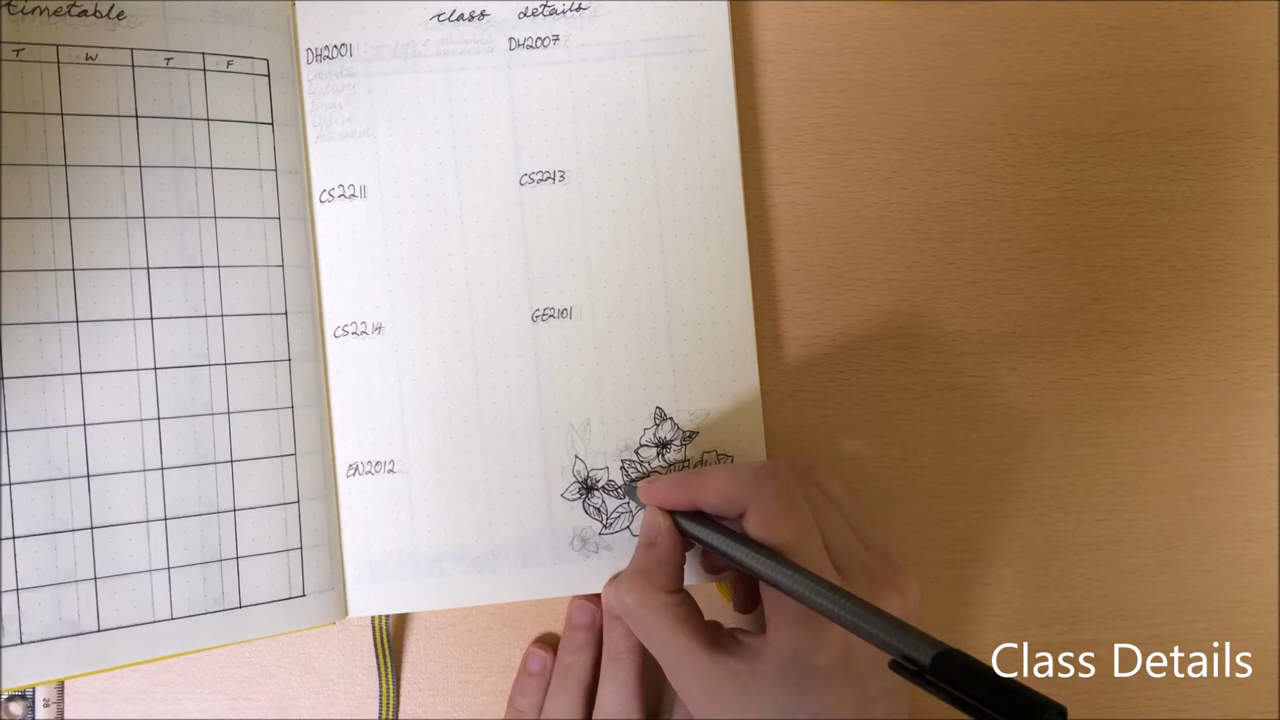 timetable
T W T F
class details
DH2001
DH2007
CS2211
CS2213
CS2214
GE2101
EN2012
Class Details